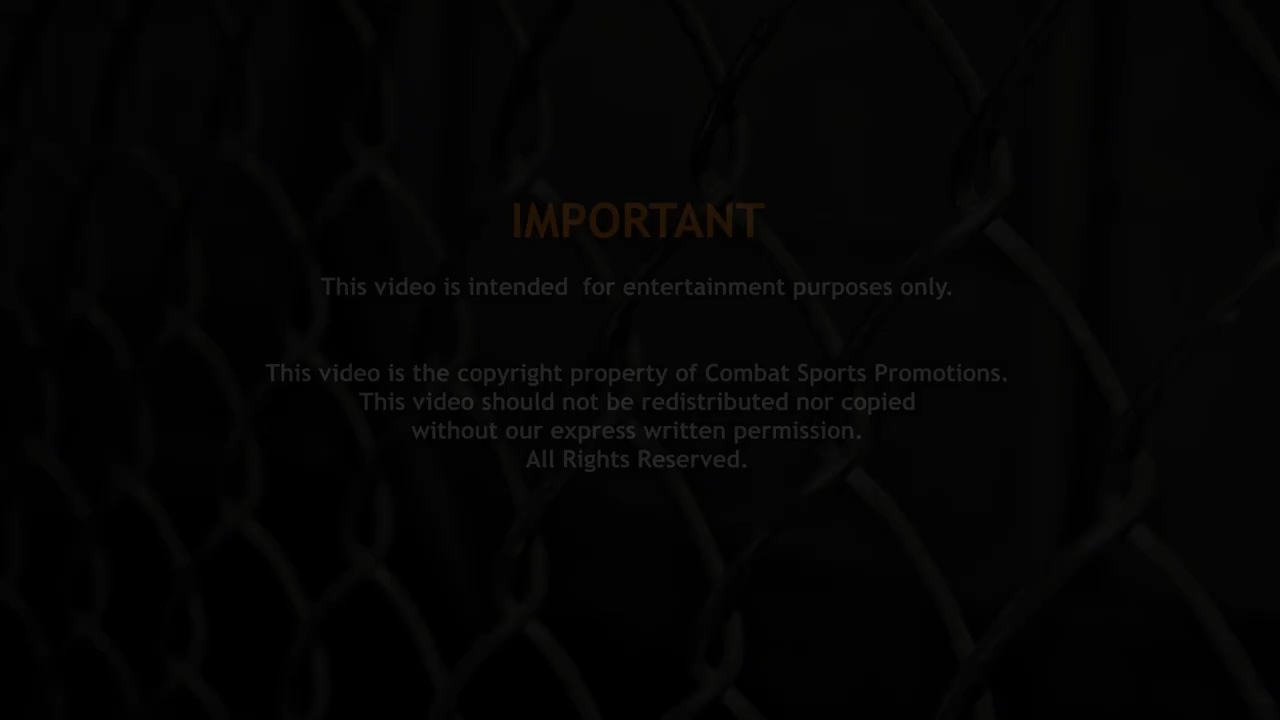 IMPORTANT
This video is intended  for entertainment purposes only.
This video is the copyright property of Combat Sports Promotions.
This video should not be redistributed nor copied
without our express written permission.
All Rights Reserved.